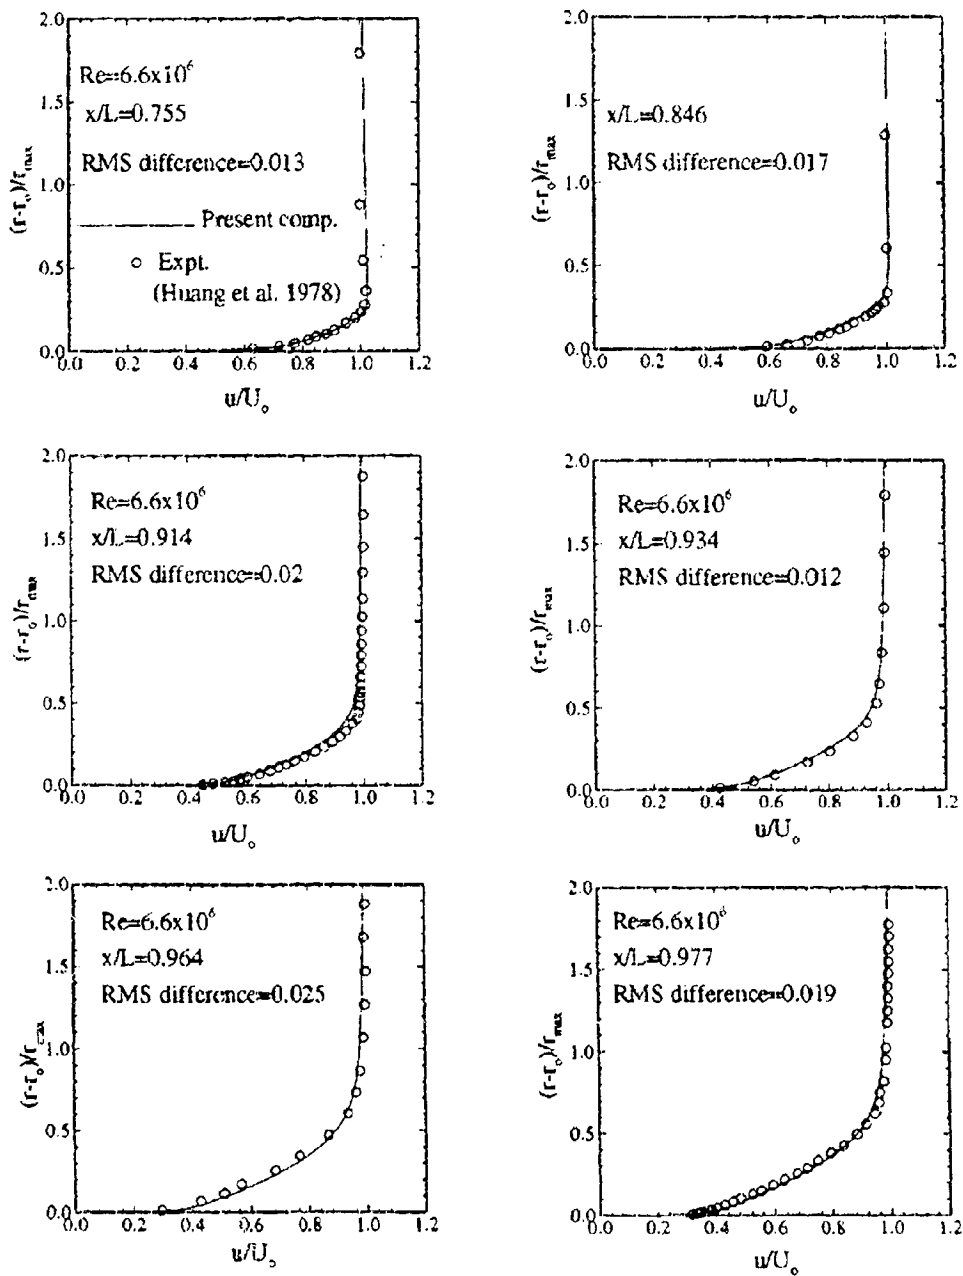 2.0
1.5
1.0
0.5
0.0
(r-r₀)/r_max
Re=6.6x10⁶
x/L=0.755
RMS difference=0.013
Present comp.
Expt.
(Huang et al. 1978)
0.0 0.2 0.4 0.6 0.8 1.0 1.2
u/U₀
2.0
1.5
1.0
0.5
0.0
(r-r₀)/r_max
x/L=0.846
RMS difference=0.017
0.0 0.2 0.4 0.6 0.8 1.0 1.2
u/U₀
2.0
1.5
1.0
0.5
0.0
(r-r₀)/r_max
Re=6.6x10⁶
x/L=0.914
RMS difference=0.02
0.0 0.2 0.4 0.6 0.8 1.0 1.2
u/U₀
2.0
1.5
1.0
0.5
0.0
(r-r₀)/r_max
Re=6.6x10⁶
x/L=0.934
RMS difference=0.012
0.0 0.2 0.4 0.6 0.8 1.0 1.2
u/U₀
2.0
1.5
1.0
0.5
0.0
(r-r₀)/r_max
Re=6.6x10⁶
x/L=0.964
RMS difference=0.025
0.0 0.2 0.4 0.6 0.8 1.0 1.2
u/U₀
2.0
1.5
1.0
0.5
0.0
(r-r₀)/r_max
Re=6.6x10⁶
x/L=0.977
RMS difference=0.019
0.0 0.2 0.4 0.6 0.8 1.0 1.2
u/U₀